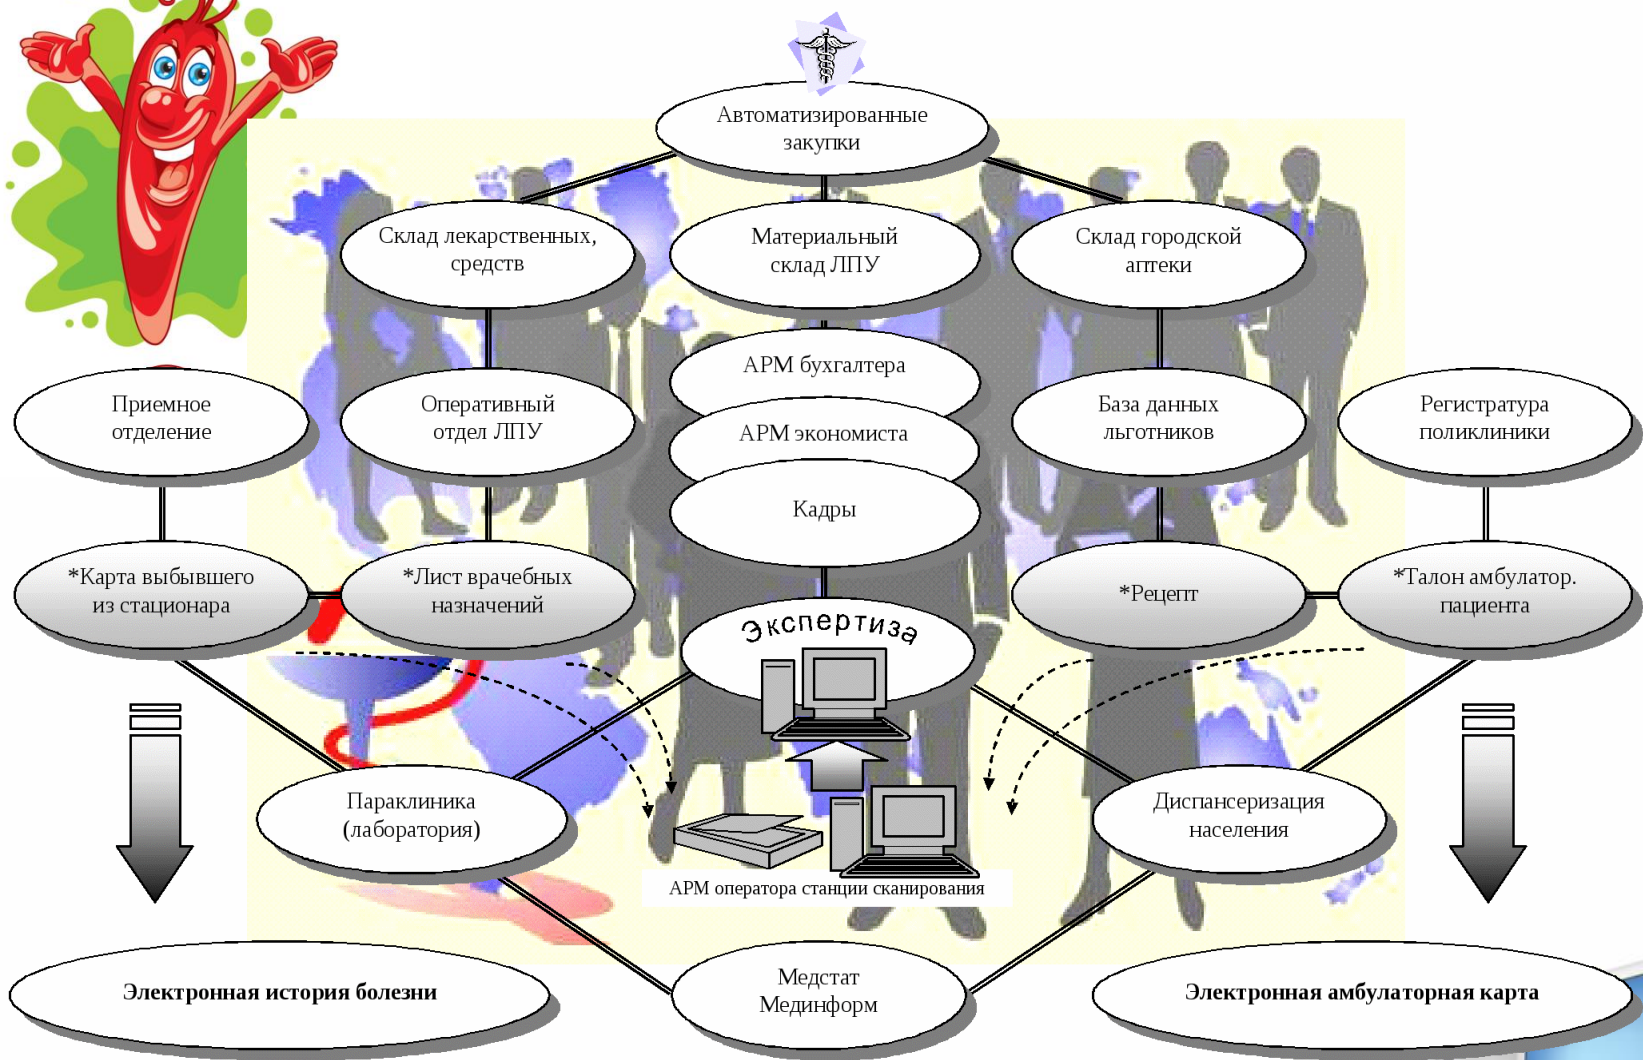 Автоматизированные
закупки
Склад лекарственных,
средств
Материальный
склад ЛПУ
Склад городской
аптеки
АРМ бухгалтера
Приемное
отделение
Оперативный
отдел ЛПУ
АРМ экономиста
База данных
льготников
Регистратура
поликлиники
Кадры
*Карта выбывшего
из стационара
*Лист врачебных
назначений
*Рецепт
*Талон амбулатор.
пациента
Экспертиза
Параклиника
(лаборатория)
Диспансеризация
населения
АРМ оператора станции сканирования
Электронная история болезни
Медстат
Мединформ
Электронная амбулаторная карта